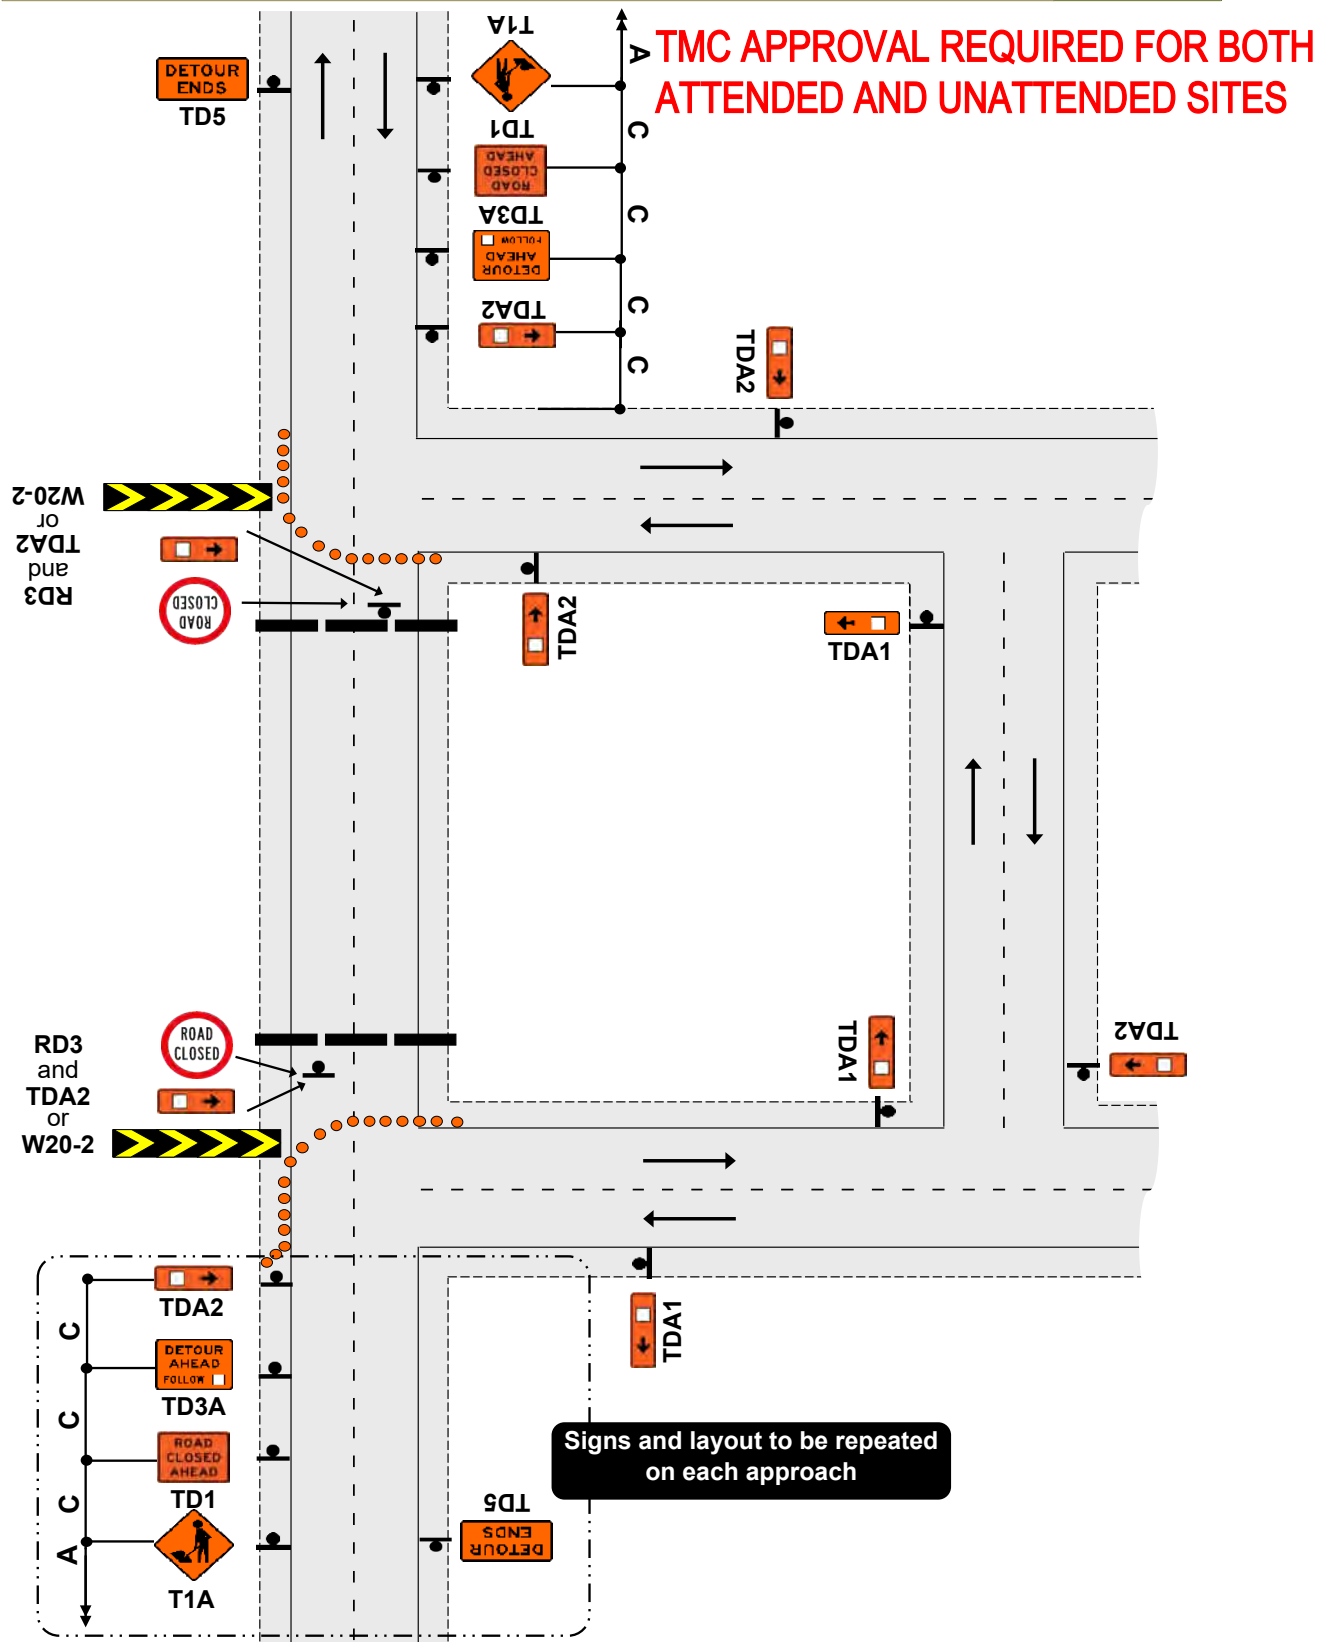 TMC APPROVAL REQUIRED FOR BOTH
ATTENDED AND UNATTENDED SITES
DETOUR
ENDS
TD5
T1A
A
C
TD1
ROAD
CLOSED
AHEAD
C
TD3A
DETOUR
AHEAD
FOLLOW
C
TDA2
C
TDA2
W20-2
or
TDA2
and
RD3
ROAD
CLOSED
TDA2
TDA1
RD3
and
TDA2
or
W20-2
ROAD
CLOSED
TDA1
TDA2
TDA2
C
DETOUR
AHEAD
FOLLOW
TD3A
C
ROAD
CLOSED
AHEAD
TD1
C
A
T1A
TDA1
Signs and layout to be repeated
on each approach
TD5
DETOUR
ENDS